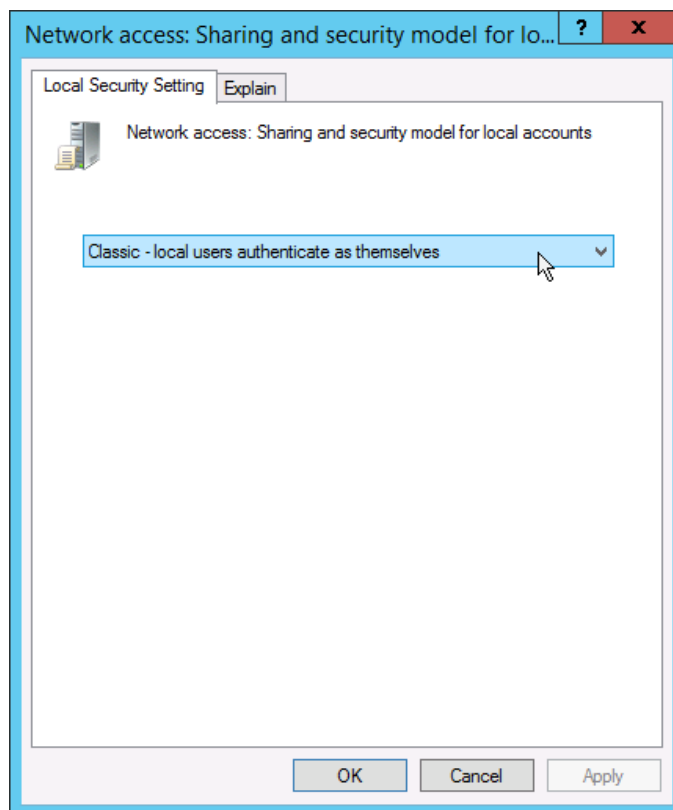 Network access: Sharing and security model for lo...
?
x
Local Security Setting
Explain
Network access: Sharing and security model for local accounts
Classic - local users authenticate as themselves
OK
Cancel
Apply